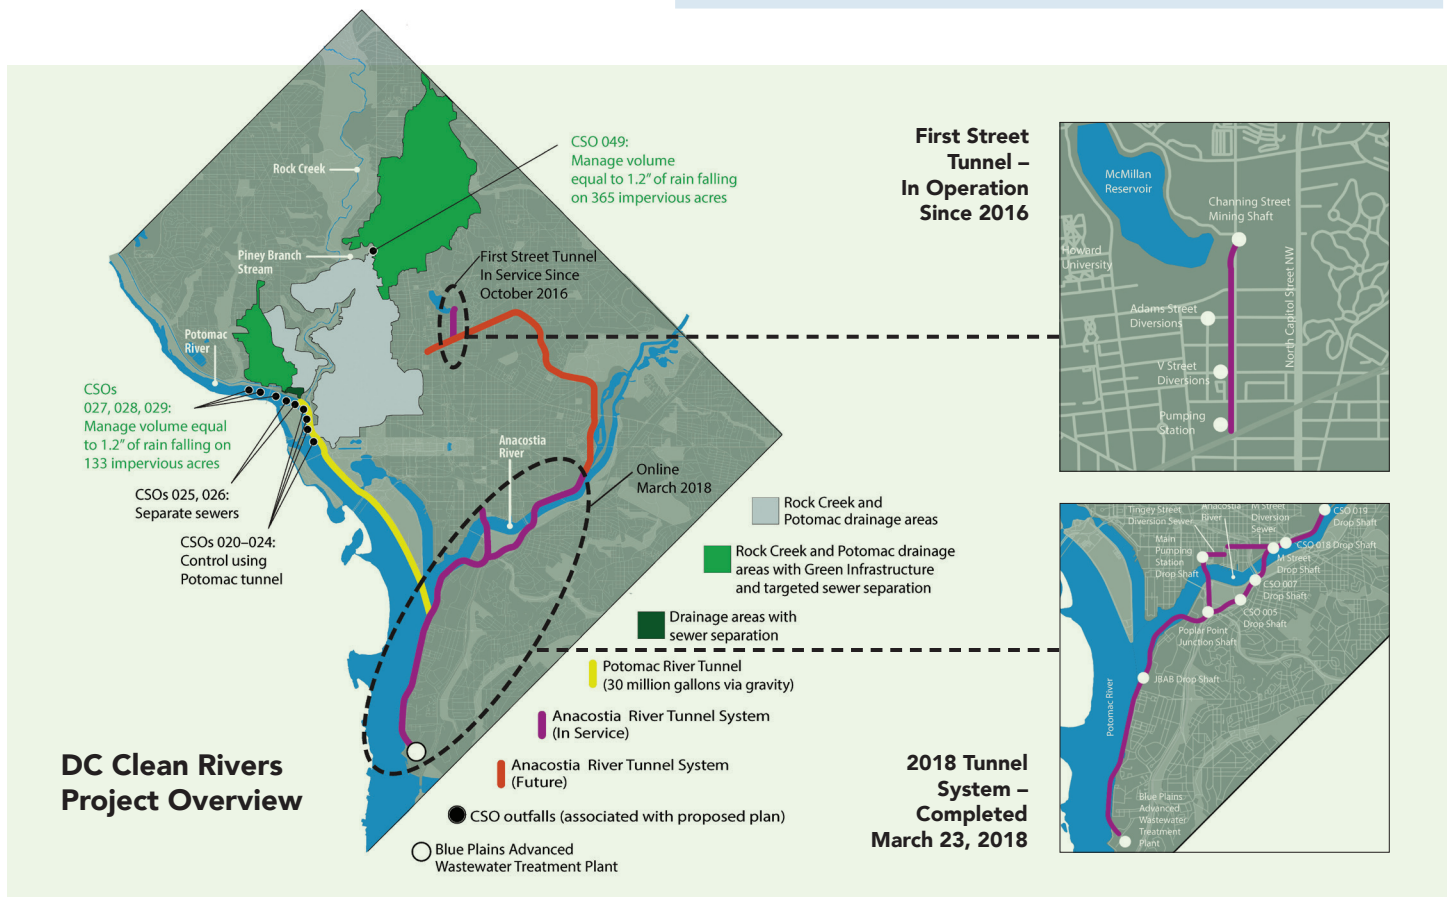 CSO 049:
Manage volume
equal to 1.2” of rain falling
on 365 impervious acres
Rock Creek
Piney Branch
Stream
First Street Tunnel
In Service Since
October 2016
Potomac
River
CSOs
027, 028, 029:
Manage volume equal
to 1.2” of rain falling on
133 impervious acres
CSOs 025, 026:
Separate sewers
CSOs 020–024:
Control using
Potomac tunnel
Anacostia
River
Online
March 2018
Rock Creek and
Potomac drainage areas
Rock Creek and Potomac drainage
areas with Green Infrastructure
and targeted sewer separation
Drainage areas with
sewer separation
Potomac River Tunnel
(30 million gallons via gravity)
Anacostia River Tunnel System
(In Service)
Anacostia River Tunnel System
(Future)
CSO outfalls (associated with proposed plan)
Blue Plains Advanced
Wastewater Treatment Plant
DC Clean Rivers
Project Overview
First Street
Tunnel –
In Operation
Since 2016
McMillan
Reservoir
Channing Street
Mining Shaft
Howard
University
Adams Street
Diversions
V Street
Diversions
Pumping
Station
North Capitol Street NW
2018 Tunnel
System –
Completed
March 23, 2018
Tingey Street
Diversion Sewer
Anacostia
River
M Street
Diversion
Sewer
CSO 019
Drop Shaft
Main
Pumping
Station
Drop Shaft
CSO 018 Drop Shaft
M Street
Drop Shaft
CSO 007
Drop Shaft
CSO 005
Drop Shaft
Poplar Point
Junction Shaft
JBAB Drop Shaft
Potomac River
Blue Plains
Advanced
Wastewater
Treatment
Plant